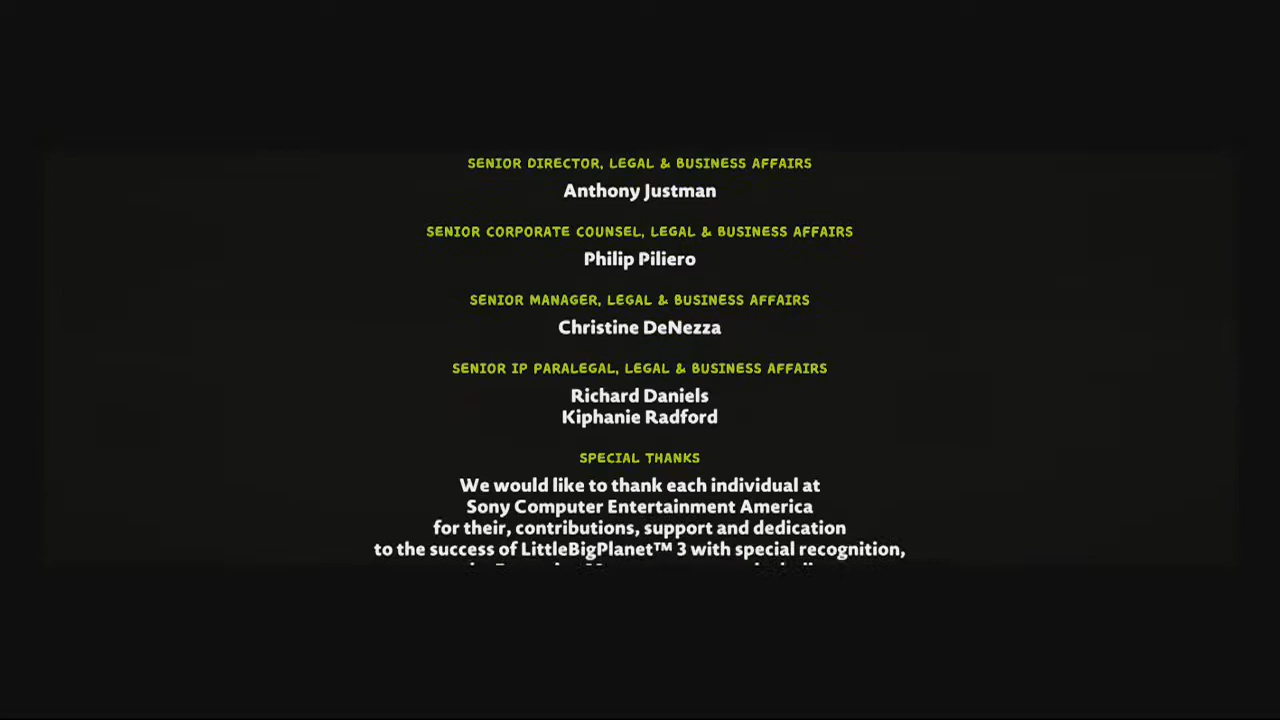 SENIOR DIRECTOR, LEGAL & BUSINESS AFFAIRS
Anthony Justman
SENIOR CORPORATE COUNSEL, LEGAL & BUSINESS AFFAIRS
Philip Piliero
SENIOR MANAGER, LEGAL & BUSINESS AFFAIRS
Christine DeNezza
SENIOR IP PARALEGAL, LEGAL & BUSINESS AFFAIRS
Richard Daniels
Kiphanie Radford
SPECIAL THANKS
We would like to thank each individual at
Sony Computer Entertainment America
for their, contributions, support and dedication
to the success of LittleBigPlanet™ 3 with special recognition,